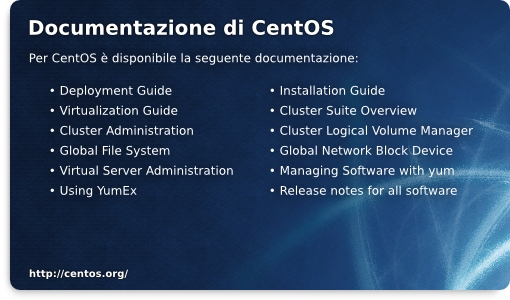 Documentazione di CentOS
Per CentOS è disponibile la seguente documentazione:
• Deployment Guide
• Virtualization Guide
• Cluster Administration
• Global File System
• Virtual Server Administration
• Using YumEx
• Installation Guide
• Cluster Suite Overview
• Cluster Logical Volume Manager
• Global Network Block Device
• Managing Software with yum
• Release notes for all software
http://centos.org/